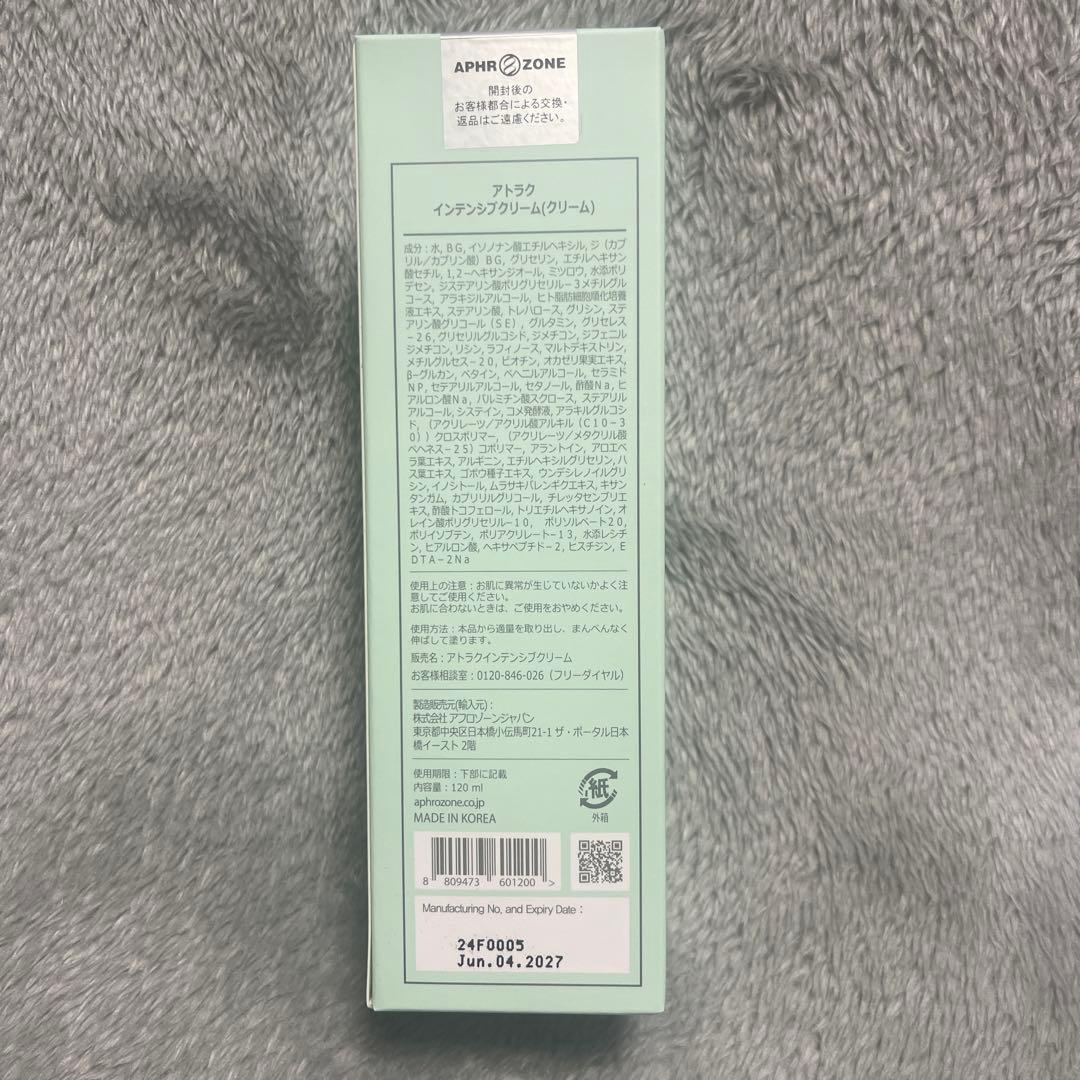 APHROZONE
開封後の
お客様都合による交換・
返品はご遠慮ください。
アトラク
インテンシブクリーム(クリーム)
成分：水, BG, イソノナン酸エチルヘキシル, ジ（カプ
リル／カプリン酸）BG, グリセリン, エチルヘキサン
酸セチル, 1,2－ヘキサンジオール, ミツロウ, 水添ポリ
デセン, ジステアリン酸ポリグリセリル－3メチルグル
コース, アラキジルアルコール, ヒト脂肪細胞順化培養
液エキス, ステアリン酸, トレハロース, グリシン, ステ
アリン酸グリコール（SE）, グルタミン, グリセレス
－26, グリセリルグルコシド, ジメチコン, ジフェニル
ジメチコン, リシン, ラフィノース, マルトデキストリン,
メチルグルセス－20, ビオチン, オカゼリ果実エキス,
β－グルカン, ベタイン, ベヘニルアルコール, セラミド
NP, セテアリルアルコール, セタノール, 酢酸Na, ヒ
アルロン酸Na, パルミチン酸スクロース, ステアリル
アルコール, システイン, コメ発酵液, アラキルグルコシ
ド, （アクリレーツ／アクリル酸アルキル（C10－3
0））クロスポリマー, （アクリレーツ／メタクリル酸
ベヘネス－25）コポリマー, アラントイン, アロエベ
ラ葉エキス, アルギニン, エチルヘキシルグリセリン, ハ
ス葉エキス, ゴボウ種子エキス, ウンデシレノイルグリ
シン, イノシトール, ムラサキバレンギクエキス, キサン
タンガム, カプリリルグリコール, チレッタセンブリエ
キス, 酢酸トコフェロール, トリエチルヘキサノイン, オ
レイン酸ポリグリセリル－10, ポリソルベート20,
ポリイソブテン, ポリアクリレート－13, 水添レシチ
ン, ヒアルロン酸, ヘキサペプチド－2, ヒスチジン, E
DTA－2Na
使用上の注意：お肌に異常が生じていないかよく注
意してご使用ください。
お肌に合わないときは、ご使用をおやめください。
使用方法：本品から適量を取り出し、まんべんなく
伸ばして塗ります。
販売名：アトラクインテンシブクリーム
お客様相談室：0120-846-026（フリーダイヤル）
製造販売元(輸入元)：
株式会社 アフロゾーンジャパン
東京都中央区日本橋小伝馬町21-1 ザ・ポータル日本
橋イースト 2階
使用期限：下部に記載
内容量：120 ml
aphrozone.co.jp
MADE IN KOREA
紙
外箱
8 809473 601200 >
Manufacturing No, and Expiry Date：
24F0005
Jun.04.2027